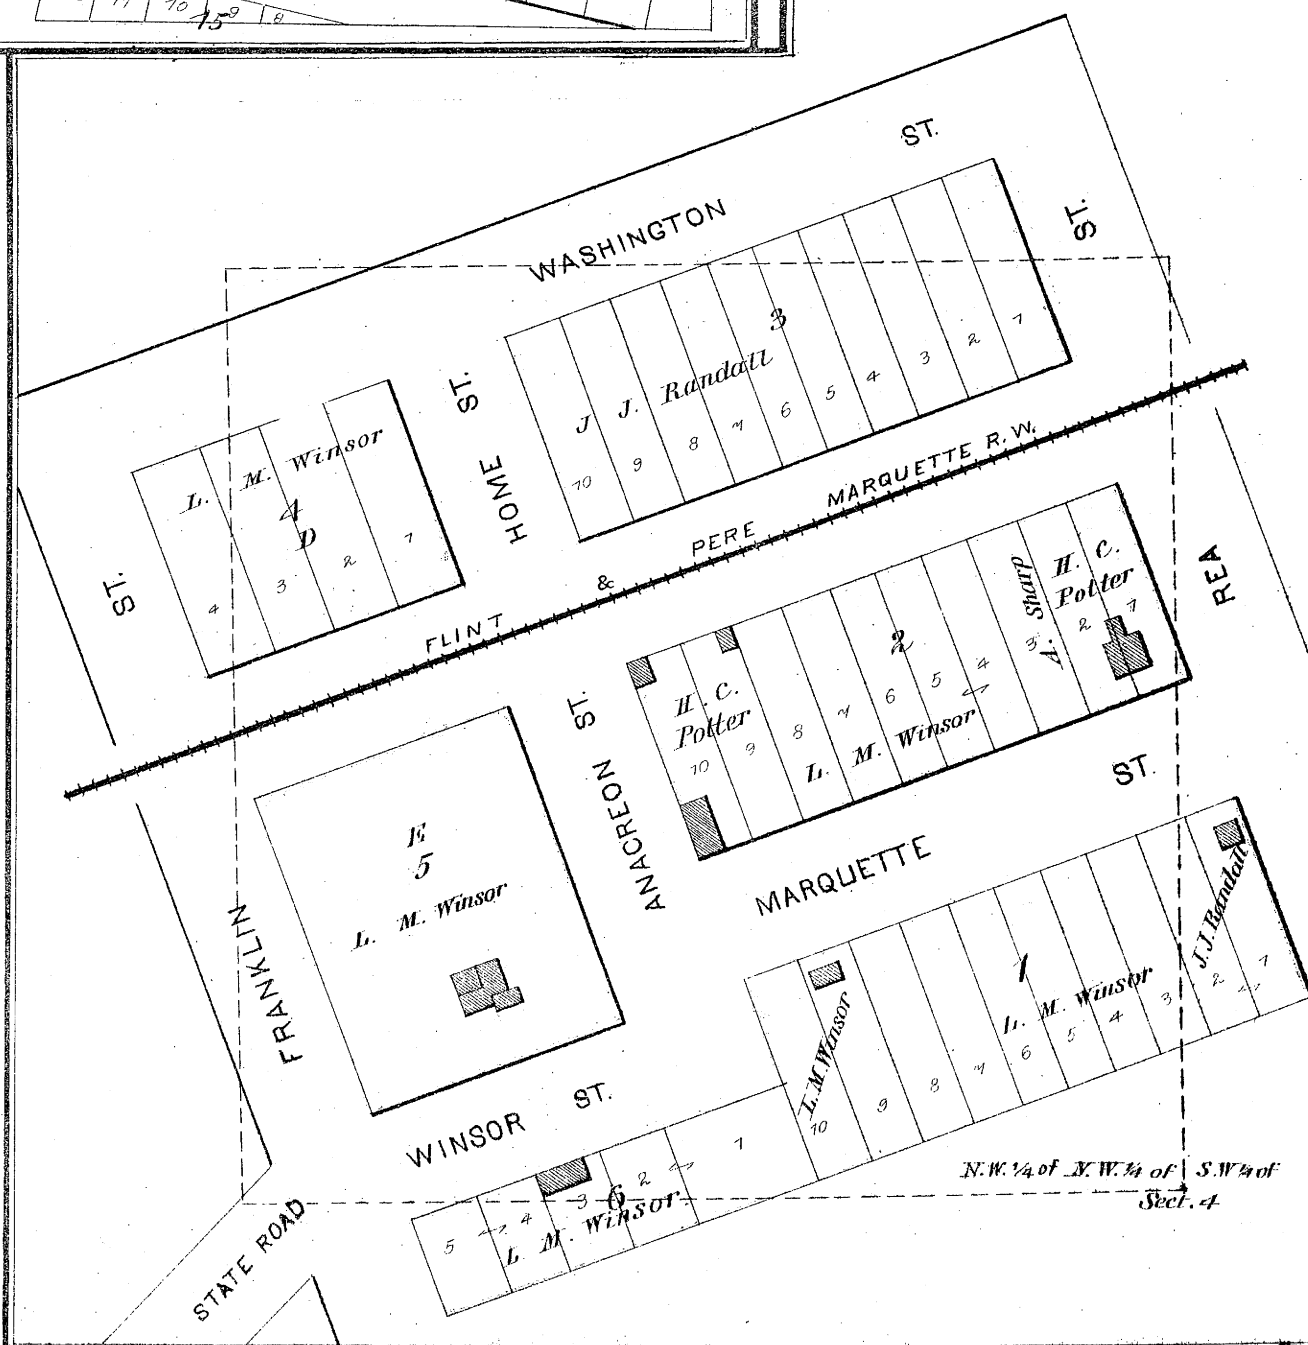 11 10 9 8
15
WASHINGTON ST.
REA ST.
HOME ST.
J. J. Randall
3
10 9 8 7 6 5 4 3 2 1
L. M. Winsor
4
D
4 3 2 1
FLINT & PERE MARQUETTE R.W.
FRANKLIN ST.
ANACREON ST.
H. C.
Potter
2
A. Sharp
H. C.
Potter
10 9 8 7 6 5 4 3 2 1
L. M. Winsor
E
5
L. M. Winsor
MARQUETTE ST.
1
L. M. Winsor
J. J. Randall
L. M. Winsor
10 9 8 7 6 5 4 3 2 1
WINSOR ST.
5 4 3 2 1
6
L. M. Winsor
STATE ROAD
N.W. 1/4 of N.W. 1/4 of S.W 1/4 of
Sect. 4